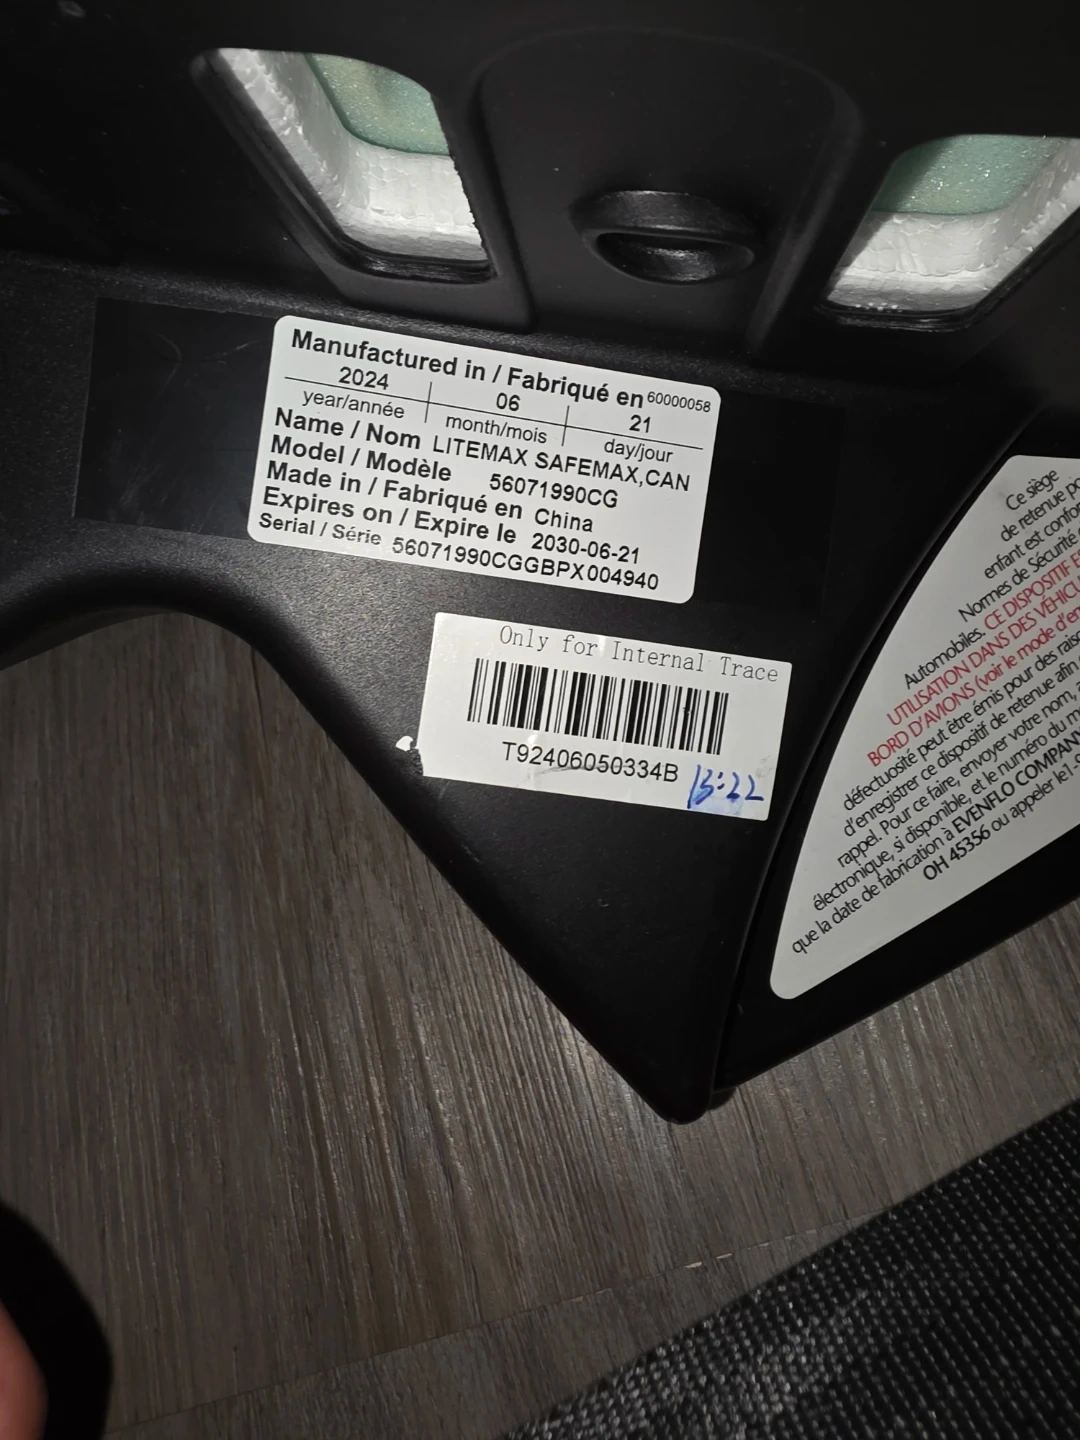 Manufactured in / Fabriqué en 60000058
2024 06 21
year/année month/mois day/jour
Name / Nom LITEMAX SAFEMAX,CAN
Model / Modèle 56071990CG
Made in / Fabriqué en China
Expires on / Expire le 2030-06-21
Serial / Série 56071990CGGBPX004940
Only for Internal Trace
T92406050334B
13:22
Ce siège
de retenue
enfant est
Normes de Sécurité
Automobiles. CE DISPOSITIF
UTILISATION DANS DES
BORD D'AVIONS (voir le mode
défectuosité peut être émis pour des
d'enregistrer ce dispositif de retenue afin
rappel. Pour ce faire, envoyer votre nom,
électronique, si disponible, et le numéro du
que la date de fabrication à EVENFLO COMPANY
OH 45356 ou appeler le